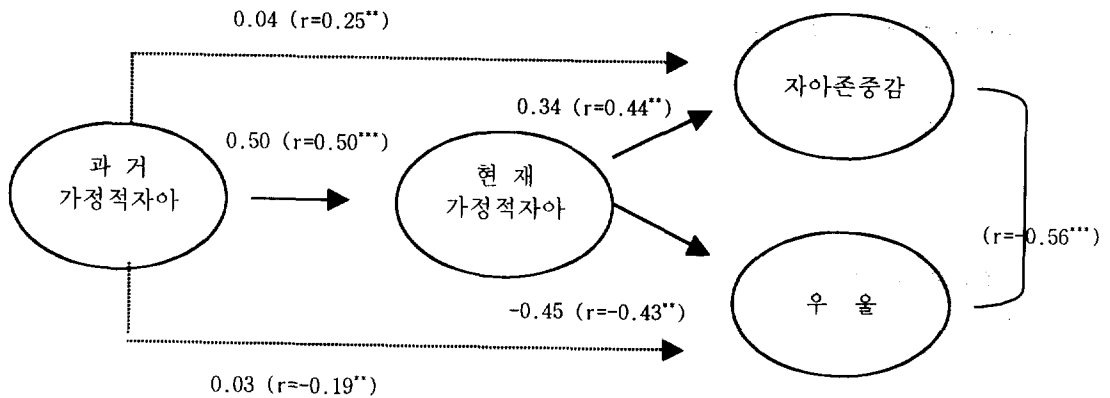 0.04 (r=0.25**)
자아존중감
0.34 (r=0.44**)
0.50 (r=0.50***)
과 거
가정적자아
현 재
가정적자아
(r=-0.56***)
우 울
-0.45 (r=-0.43**)
0.03 (r=-0.19**)